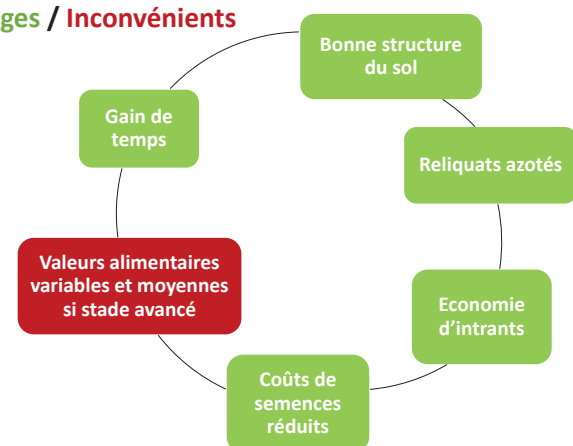 ges / Inconvénients
Bonne structure
du sol
Reliquats azotés
Economie
d'intrants
Coûts de
semences
réduits
Valeurs alimentaires
variables et moyennes
si stade avancé
Gain de
temps